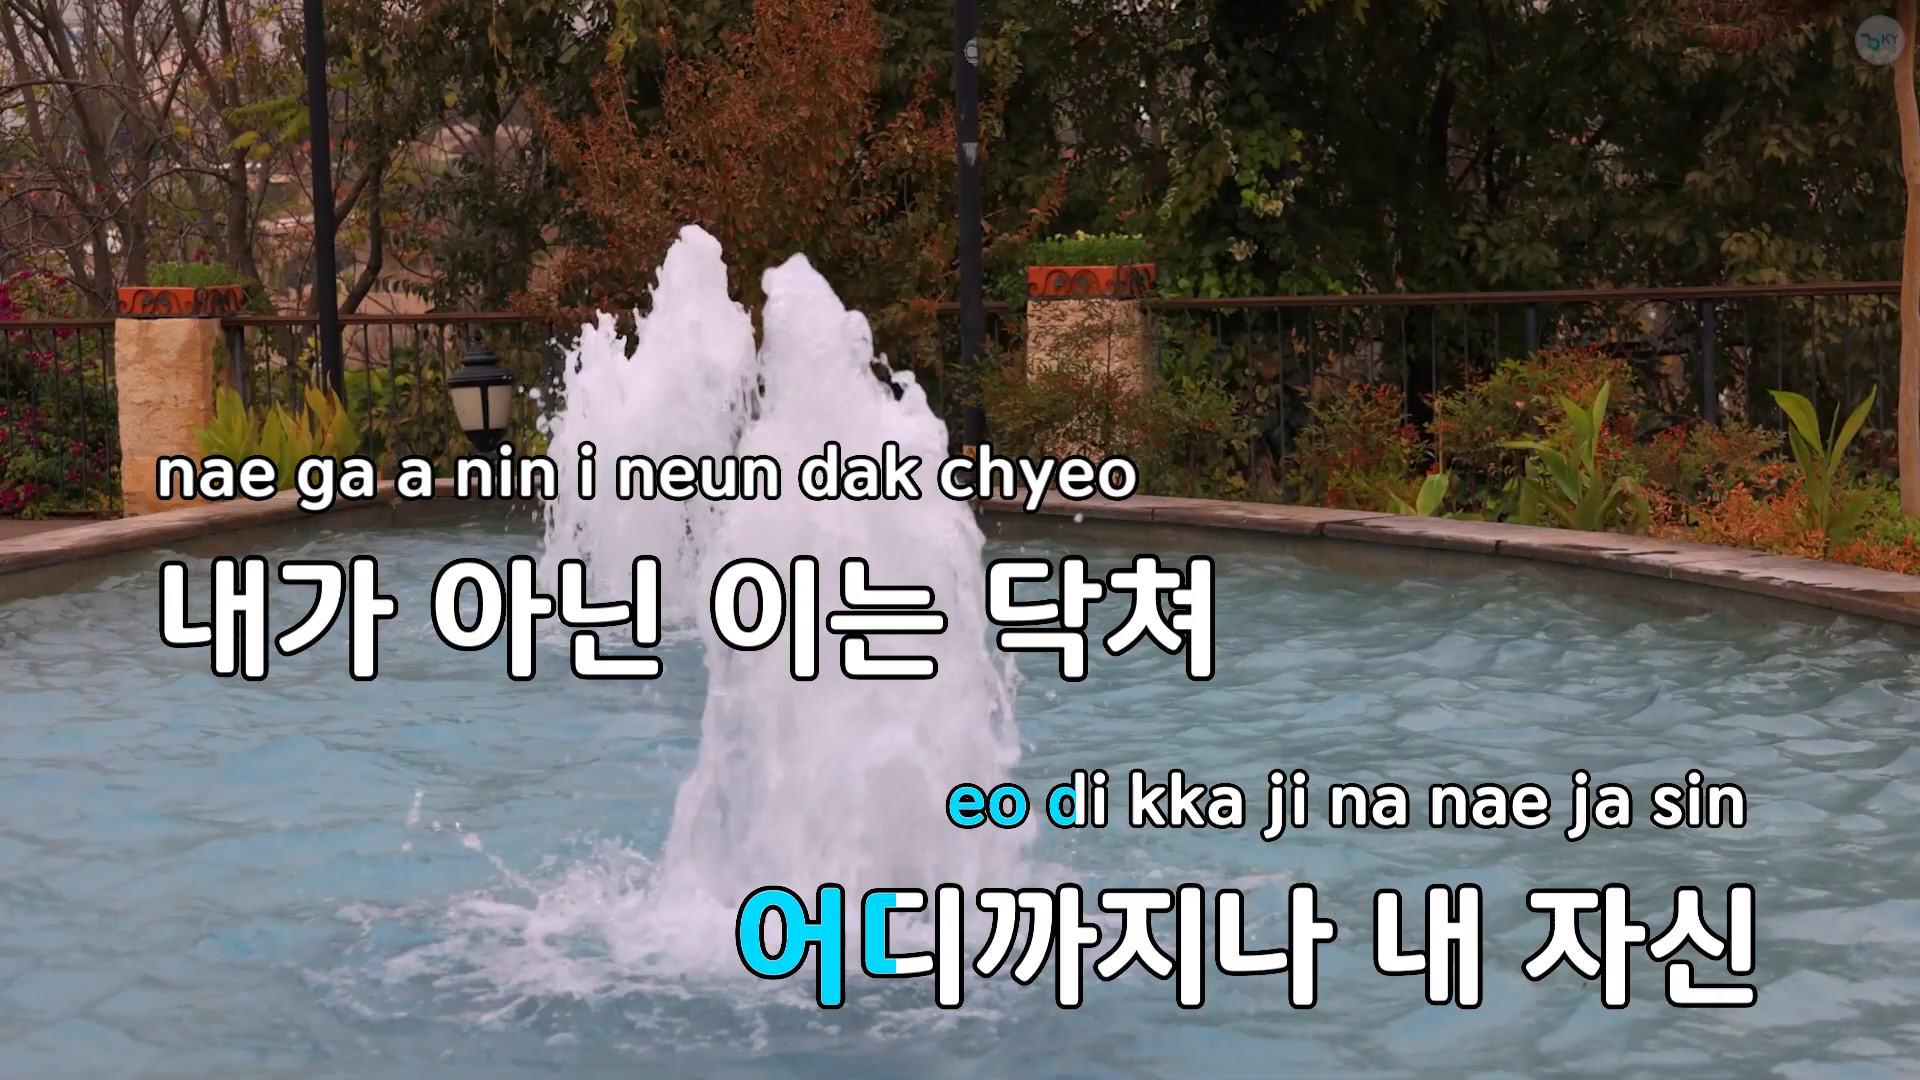 KY
nae ga a nin i neun dak chyeo
내가 아닌 이는 닥쳐
eo di kka ji na nae ja sin
어디까지나 내 자신